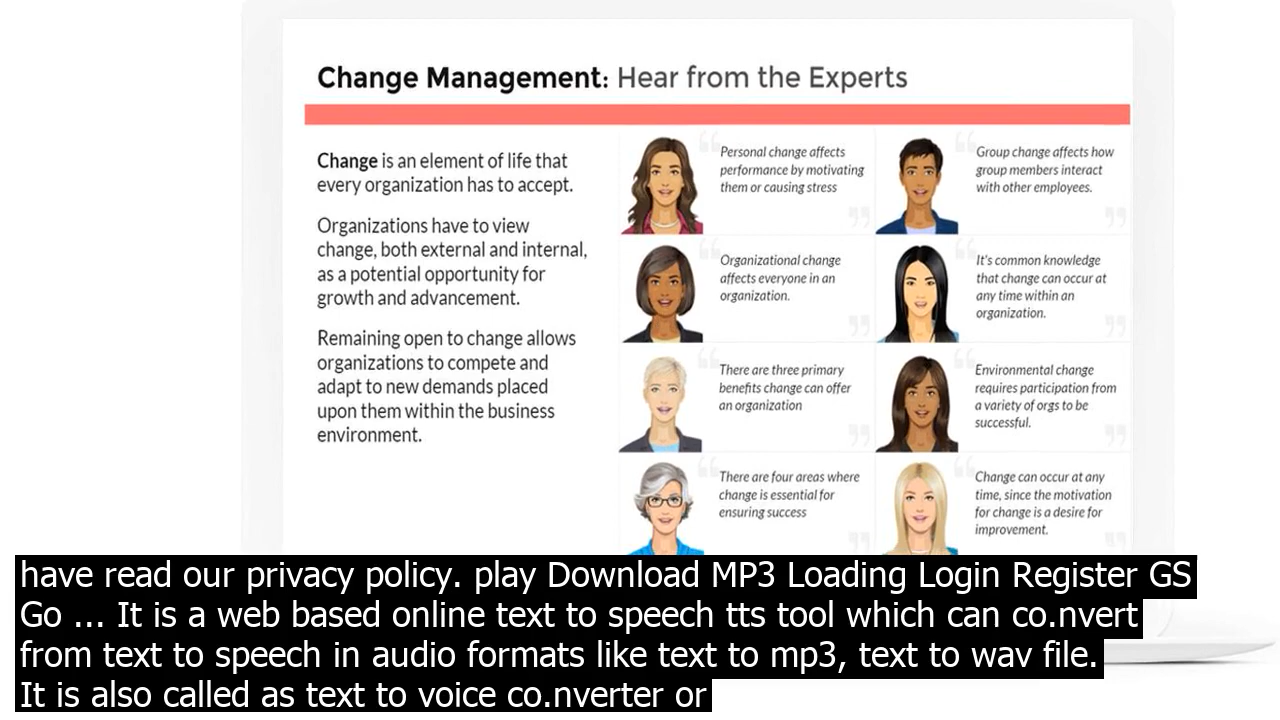 Change Management: Hear from the Experts
Change is an element of life that
every organization has to accept.
Organizations have to view
change, both external and internal,
as a potential opportunity for
growth and advancement.
Remaining open to change allows
organizations to compete and
adapt to new demands placed
upon them within the business
environment.
Personal change affects
performance by motivating
them or causing stress
Group change affects how
group members interact
with other employees.
Organizational change
affects everyone in an
organization.
It's common knowledge
that change can occur at
any time within an
organization.
There are three primary
benefits change can offer
an organization
Environmental change
requires participation from
a variety of orgs to be
successful.
There are four areas where
change is essential for
ensuring success
Change can occur at any
time, since the motivation
for change is a desire for
improvement.
have read our privacy policy. play Download MP3 Loading Login Register GS
Go ... It is a web based online text to speech tts tool which can co.nvert
from text to speech in audio formats like text to mp3, text to wav file.
It is also called as text to voice co.nverter or